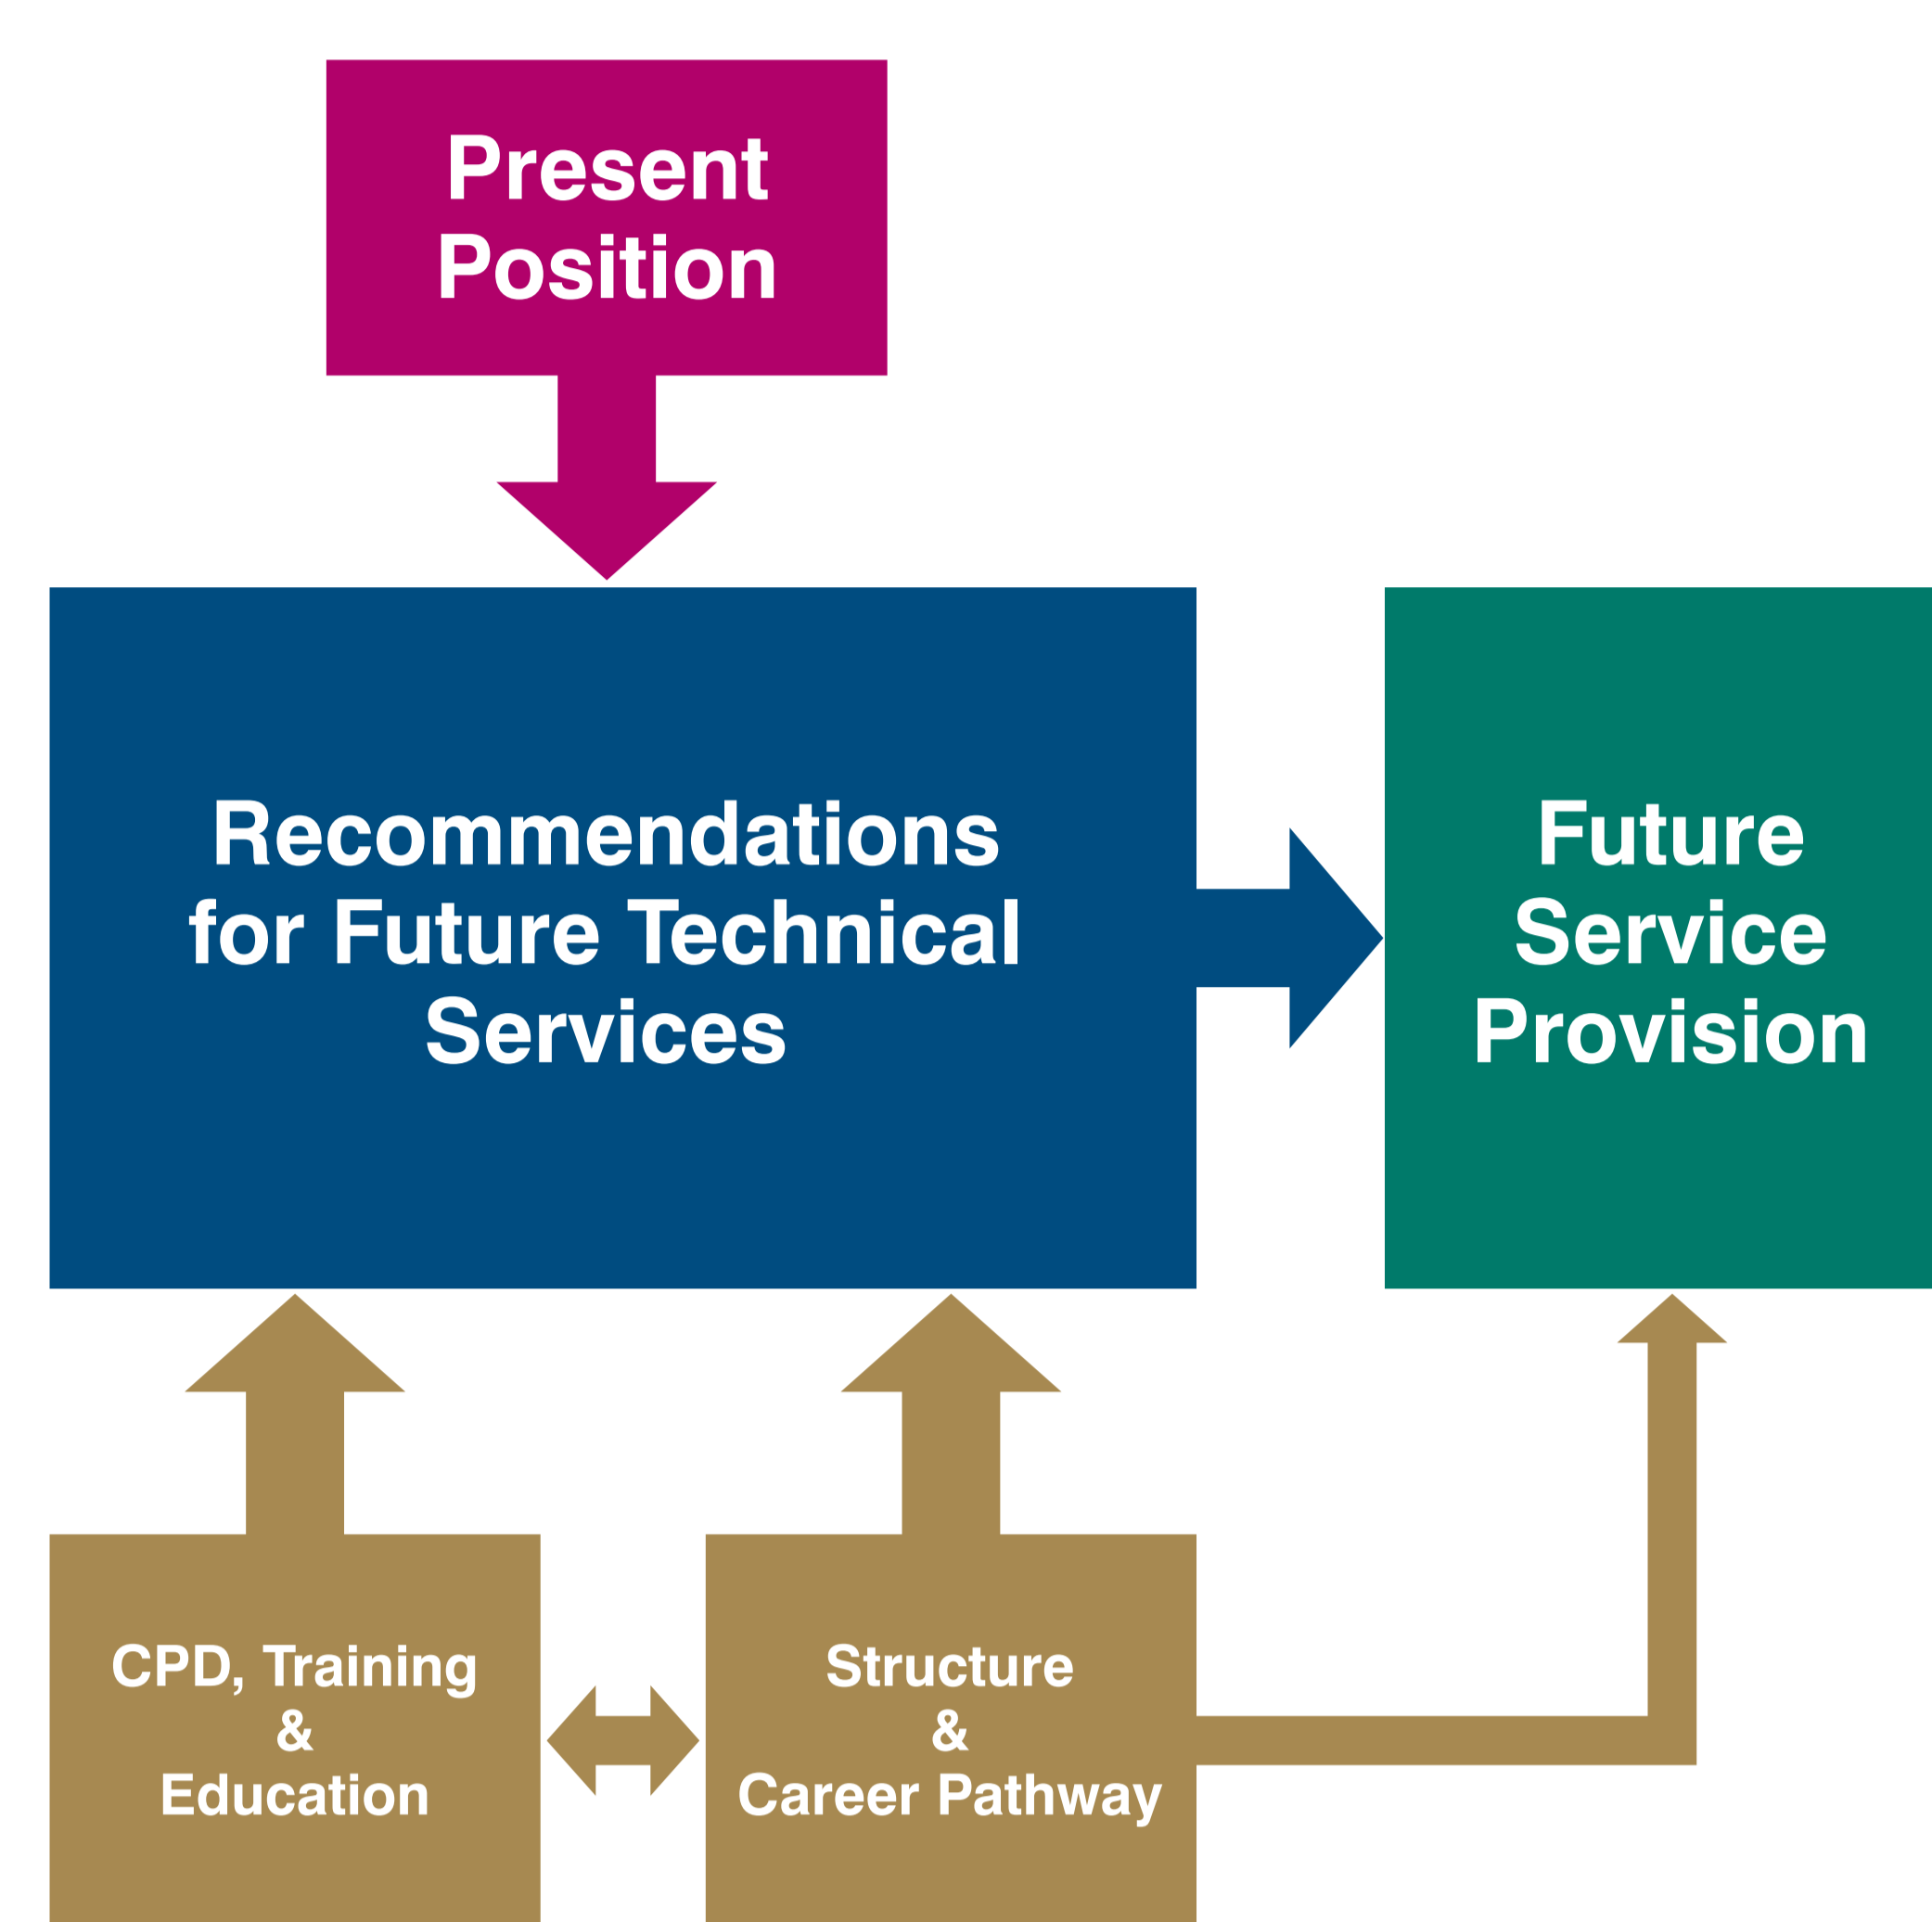 Present
Position
Recommendations
for Future Technical
Services
Future
Service
Provision
CPD, Training
&
Education
Structure
&
Career Pathway